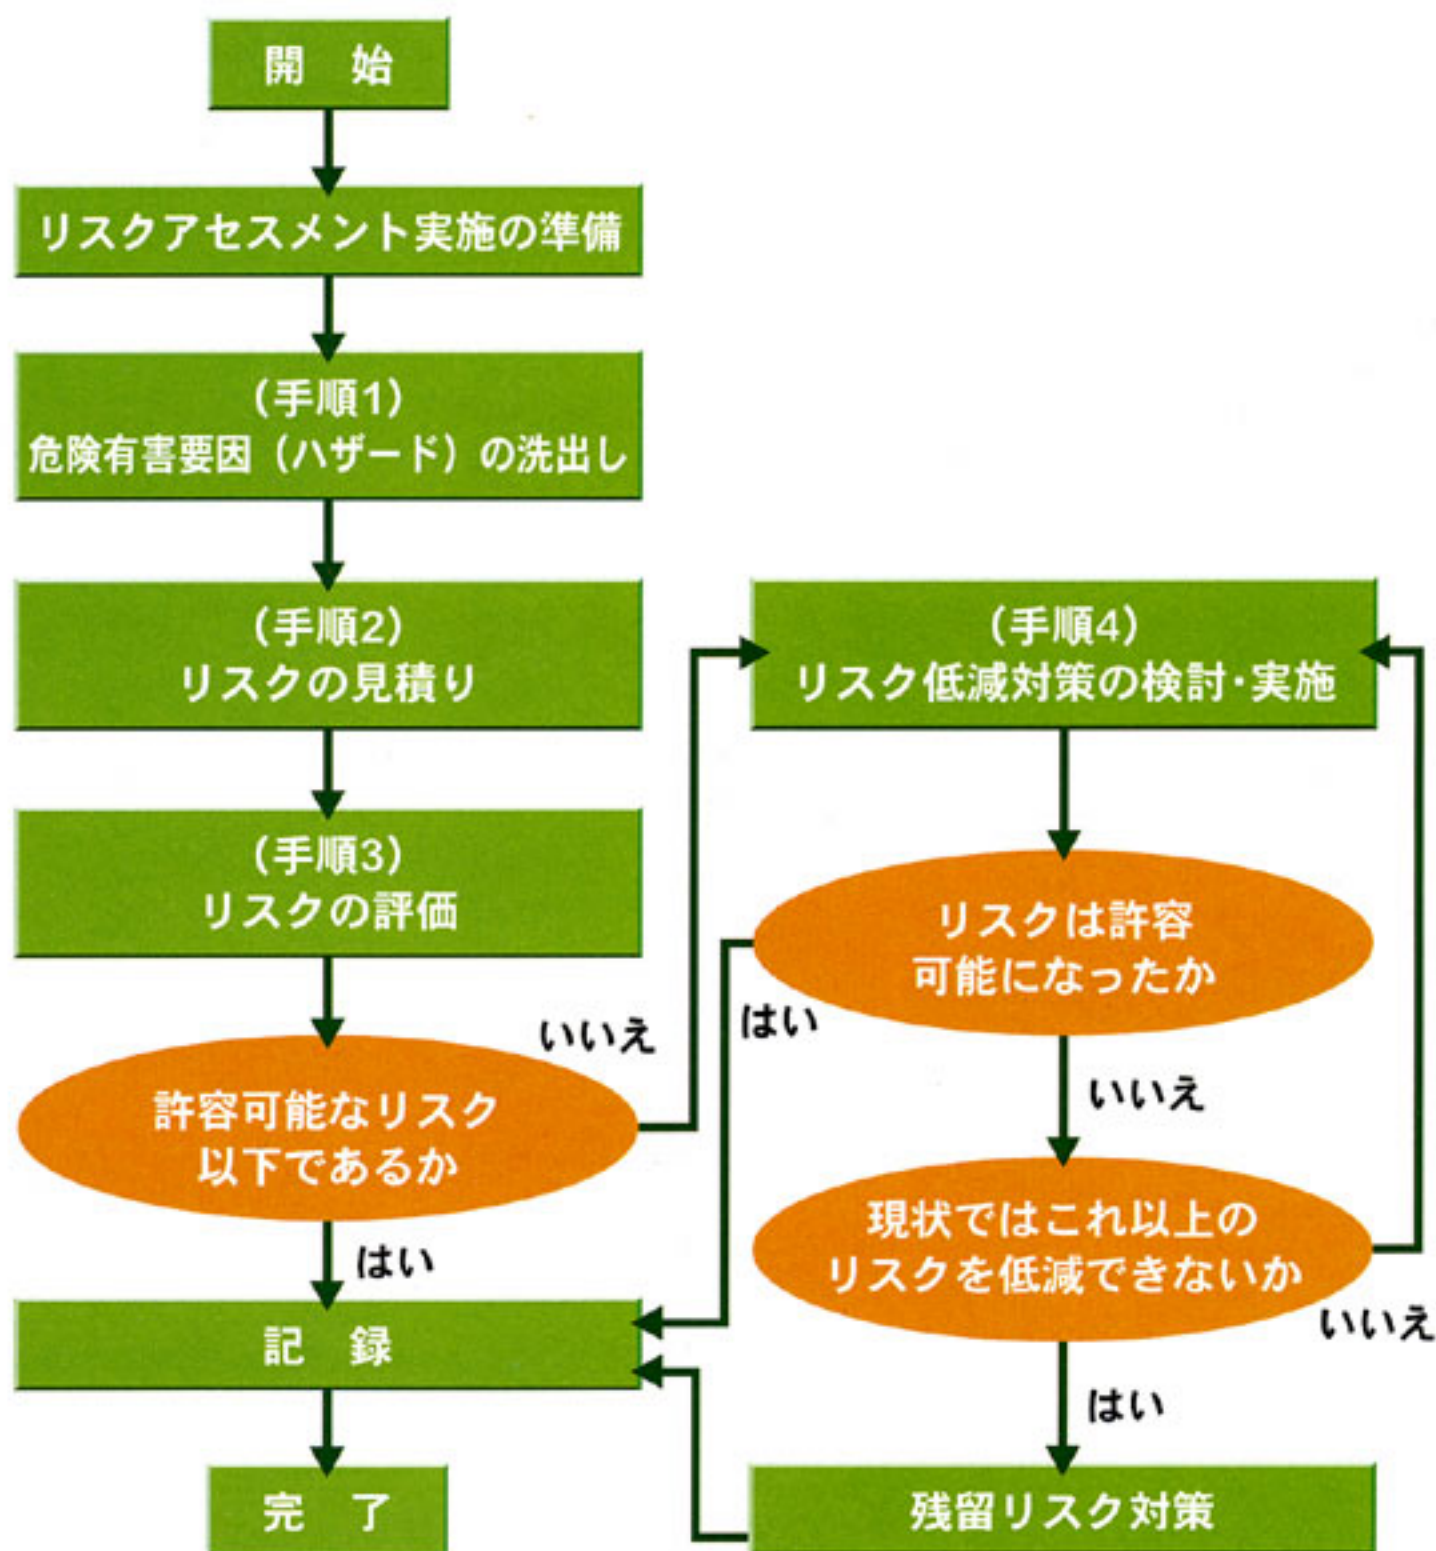 開　始
リスクアセスメント実施の準備
（手順1）
危険有害要因（ハザード）の洗出し
（手順2）
リスクの見積り
（手順3）
リスクの評価
いいえ
許容可能なリスク
以下であるか
はい
記　録
完　了
（手順4）
リスク低減対策の検討・実施
リスクは許容
可能になったか
はい
いいえ
現状ではこれ以上の
リスクを低減できないか
いいえ
はい
残留リスク対策